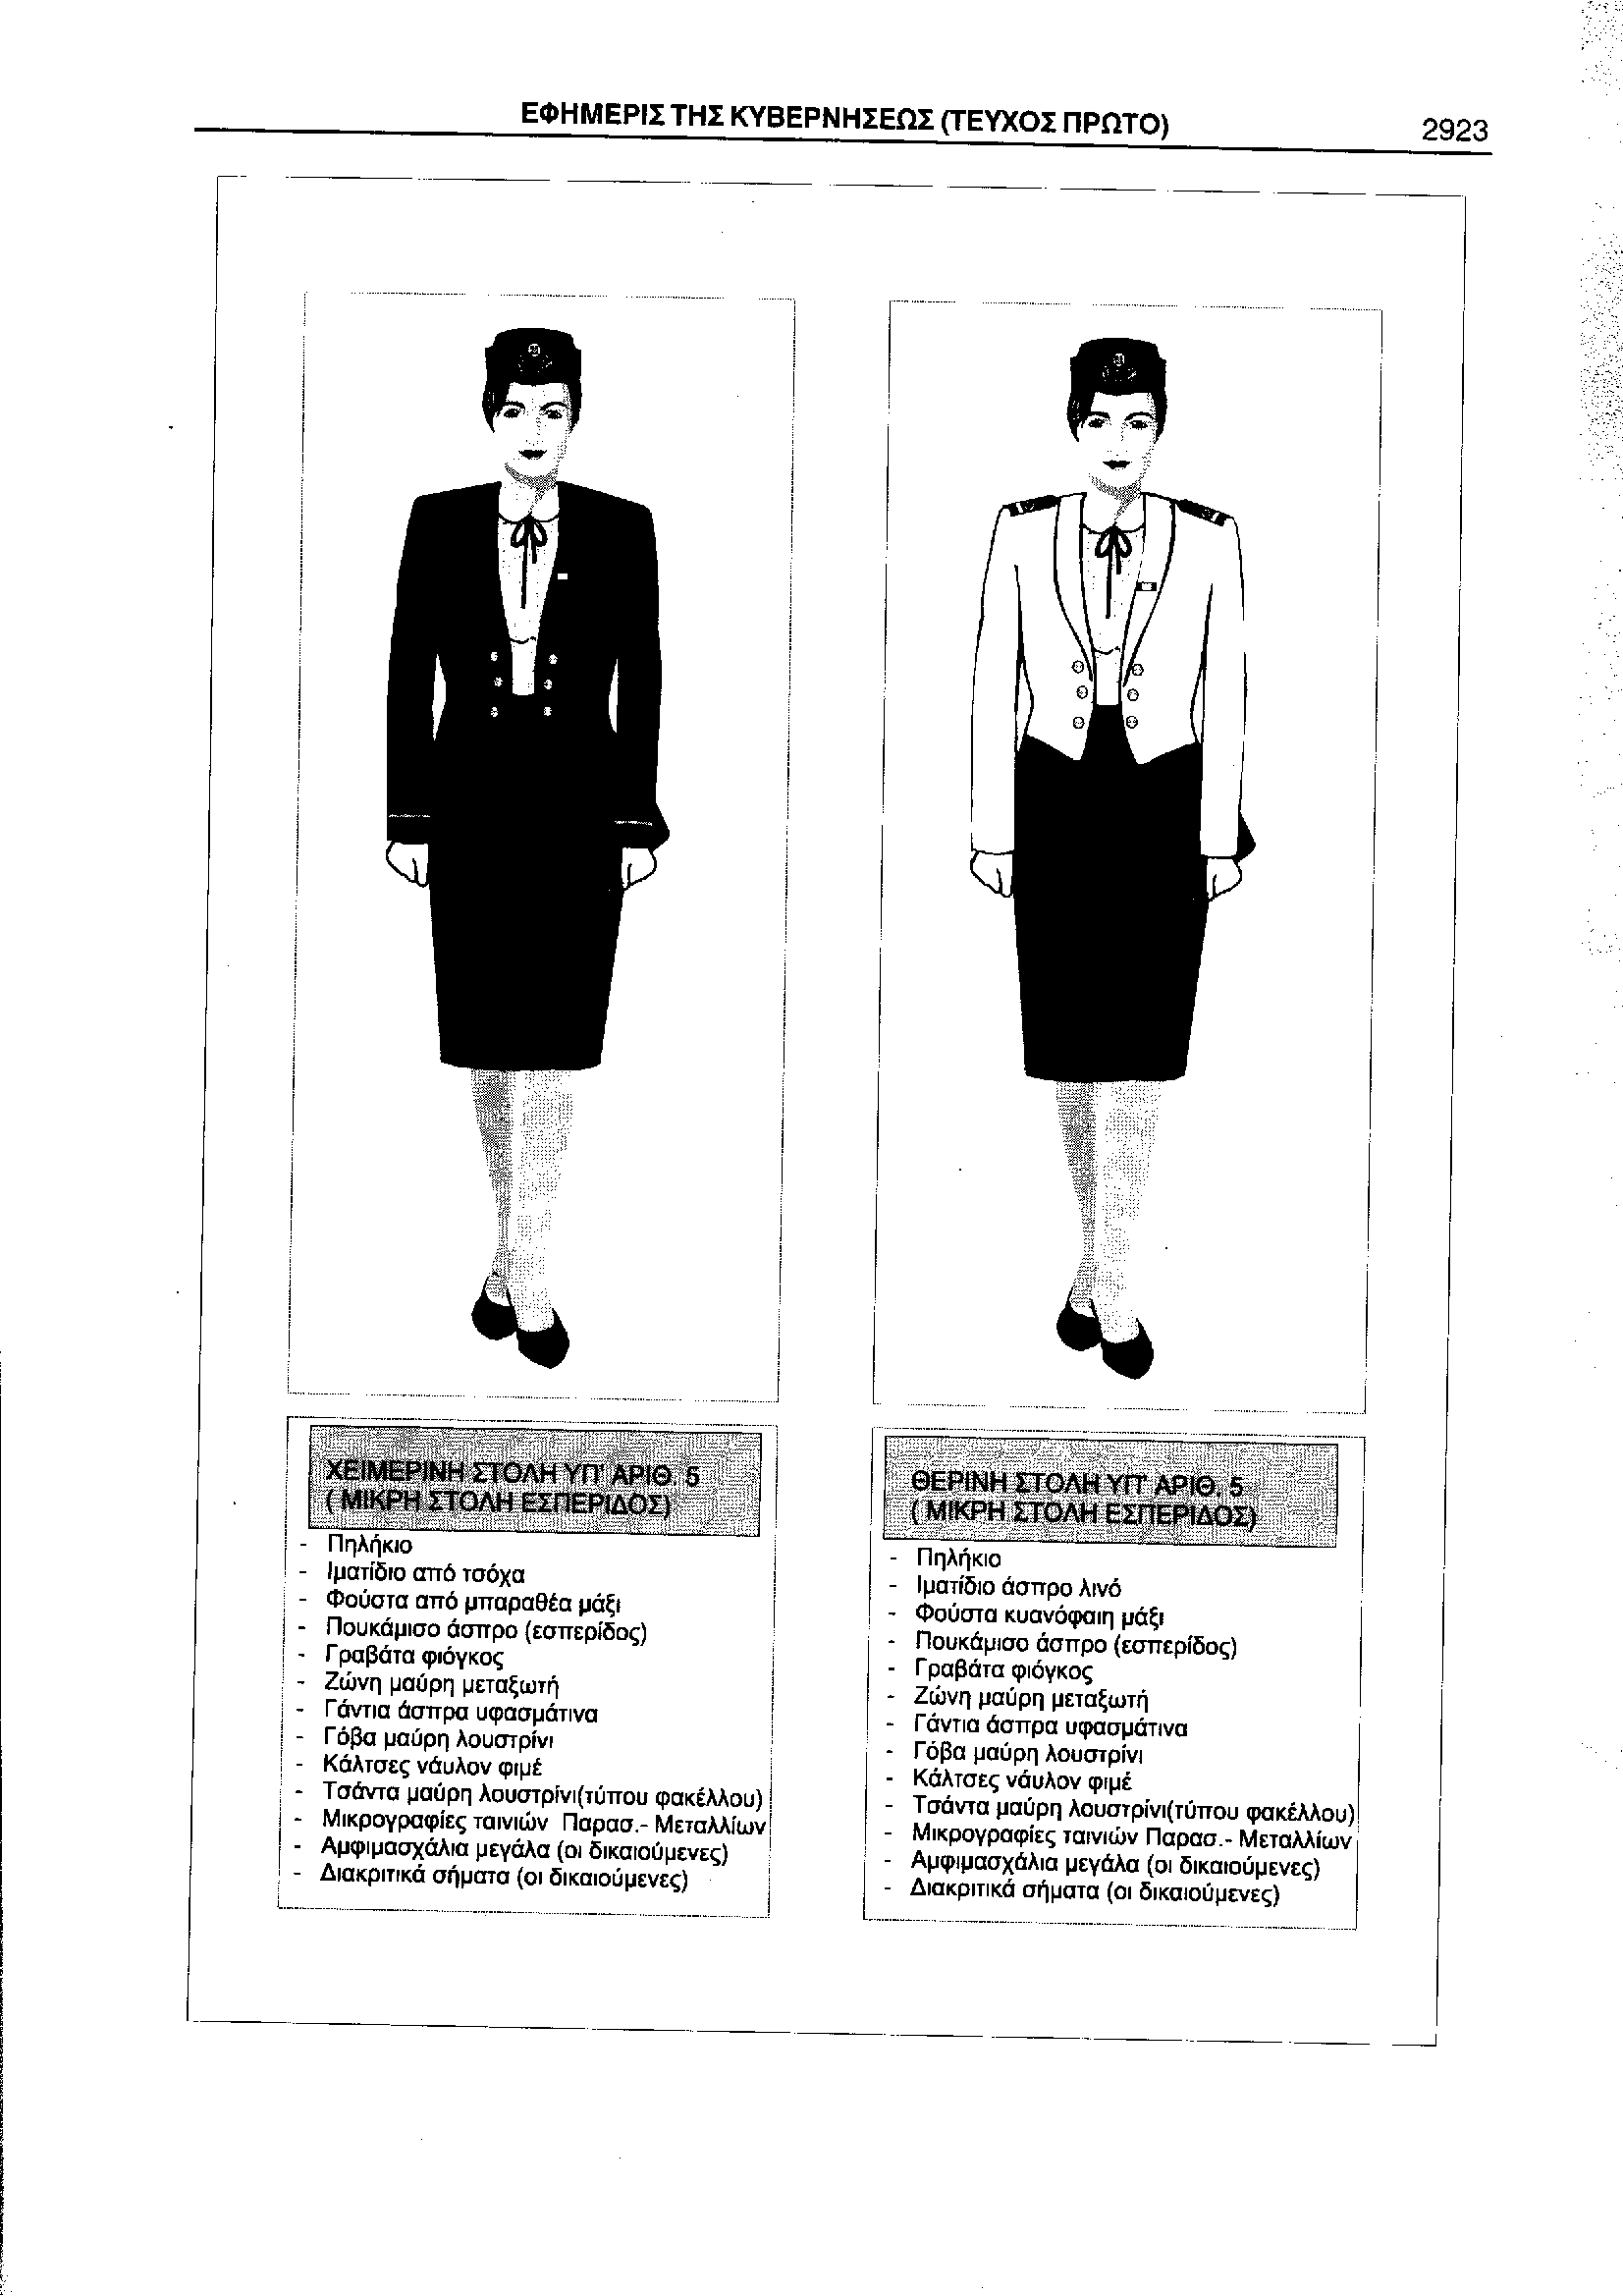 ΕΦΗΜΕΡΙΣ ΤΗΣ ΚΥΒΕΡΝΗΣΕΩΣ (ΤΕΥΧΟΣ ΠΡΩΤΟ)
2923
ΧΕΙΜΕΡΙΝΗ ΣΤΟΛΗ ΥΠ' ΑΡΙΘ. 5
( ΜΙΚΡΗ ΣΤΟΛΗ ΕΣΠΕΡΙΔΟΣ)
- Πηλήκιο
- Ιματίδιο από τσόχα
- Φούστα από μπαραθέα μάξι
- Πουκάμισο άσπρο (εσπερίδος)
- Γραβάτα φιόγκος
- Ζώνη μαύρη μεταξωτή
- Γάντια άσπρα υφασμάτινα
- Γόβα μαύρη λουστρίνι
- Κάλτσες νάυλον φιμέ
- Τσάντα μαύρη λουστρίνι(τύπου φακέλλου)
- Μικρογραφίες ταινιών Παρασ.- Μεταλλίων
- Αμφιμασχάλια μεγάλα (οι δικαιούμενες)
- Διακριτικά σήματα (οι δικαιούμενες)
ΘΕΡΙΝΗ ΣΤΟΛΗ ΥΠ' ΑΡΙΘ. 5
( ΜΙΚΡΗ ΣΤΟΛΗ ΕΣΠΕΡΙΔΟΣ)
- Πηλήκιο
- Ιματίδιο άσπρο λινό
- Φούστα κυανόφαιη μάξι
- Πουκάμισο άσπρο (εσπερίδος)
- Γραβάτα φιόγκος
- Ζώνη μαύρη μεταξωτή
- Γάντια άσπρα υφασμάτινα
- Γόβα μαύρη λουστρίνι
- Κάλτσες νάυλον φιμέ
- Τσάντα μαύρη λουστρίνι(τύπου φακέλλου)
- Μικρογραφίες ταινιών Παρασ.- Μεταλλίων
- Αμφιμασχάλια μεγάλα (οι δικαιούμενες)
- Διακριτικά σήματα (οι δικαιούμενες)